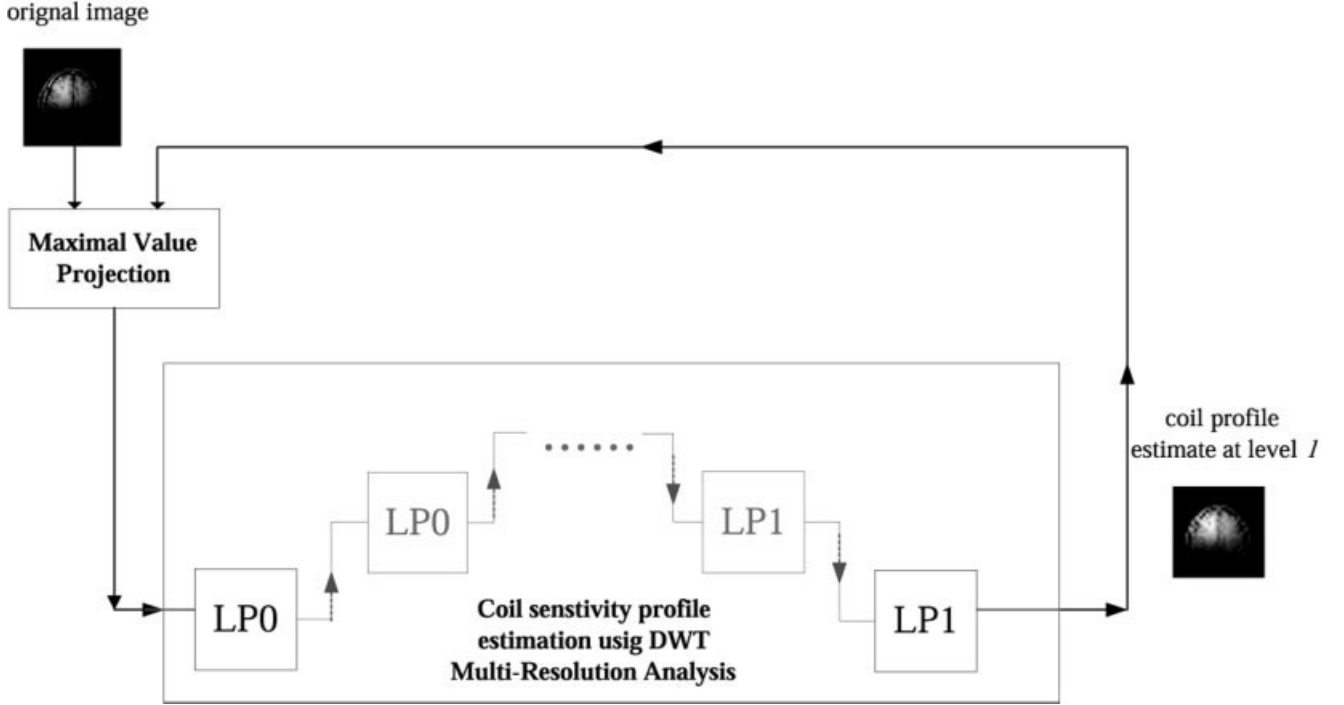 orignal image
Maximal Value
Projection
coil profile
estimate at level 1
LP0
LP0
......
LP1
LP1
Coil senstivity profile
estimation usig DWT
Multi-Resolution Analysis